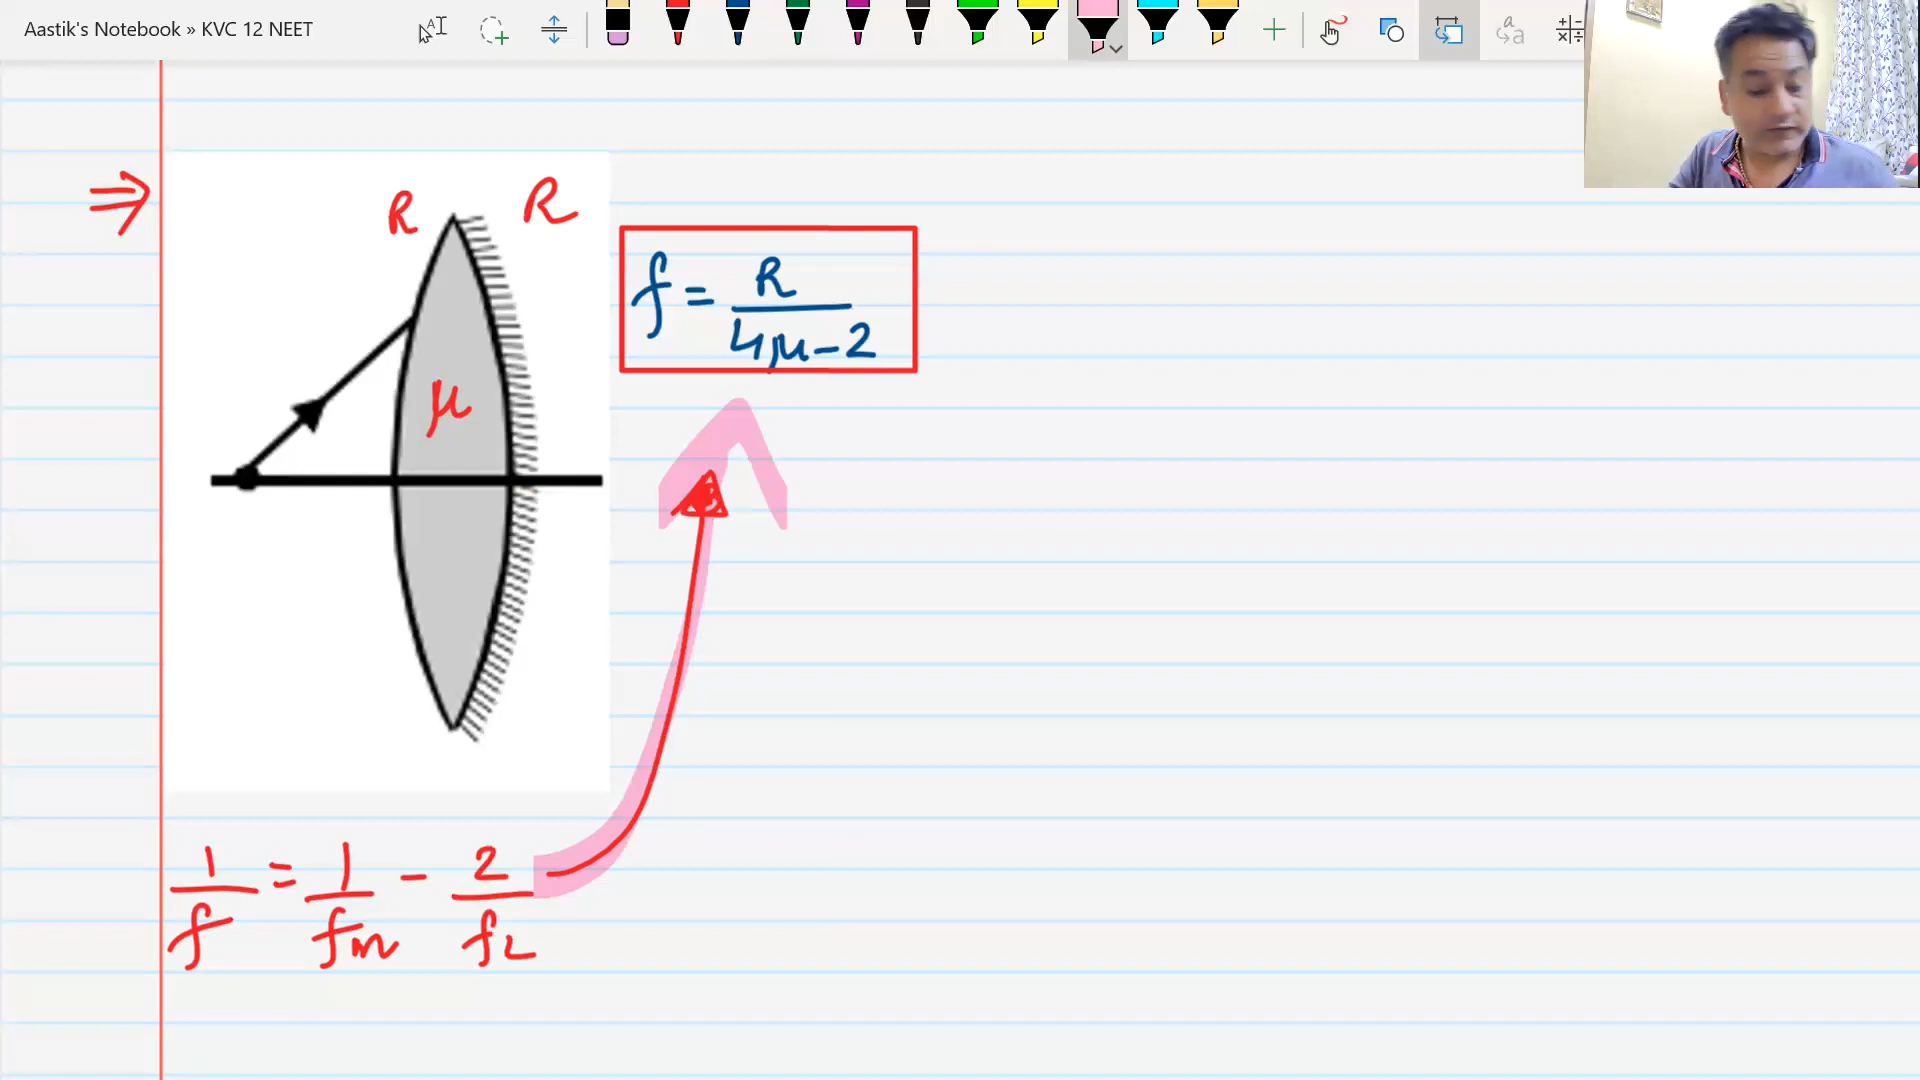 Aastik's Notebook » KVC 12 NEET
⇒ R R
f = R / 4μ-2
μ
1/f = 1/fm - 2/fL